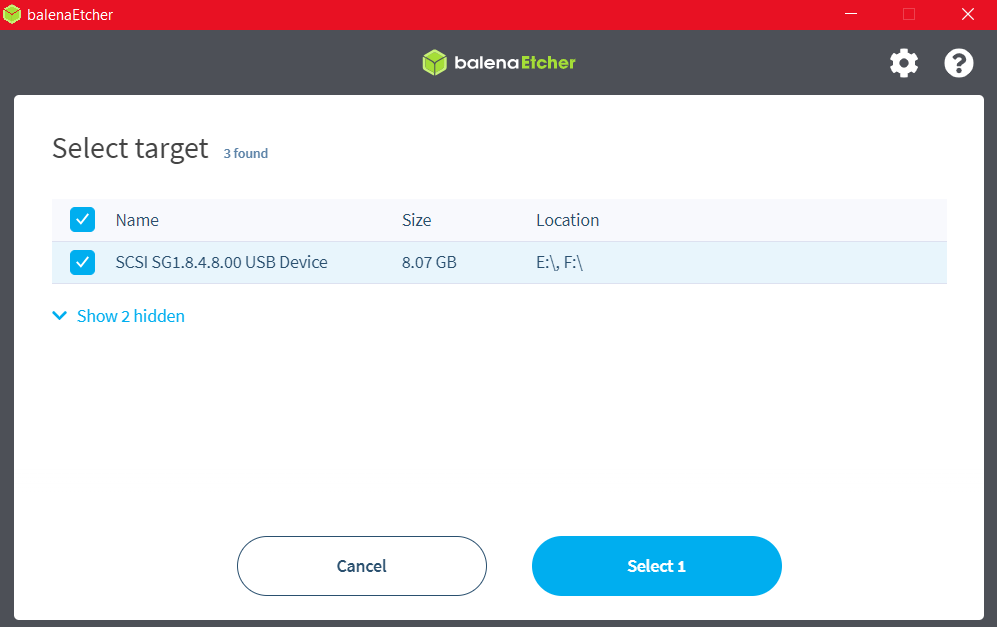 balenaEtcher
balenaEtcher
Select target 3 found
Name Size Location
SCSI SG1.8.4.8.00 USB Device 8.07 GB E:\, F:\
Show 2 hidden
Cancel Select 1